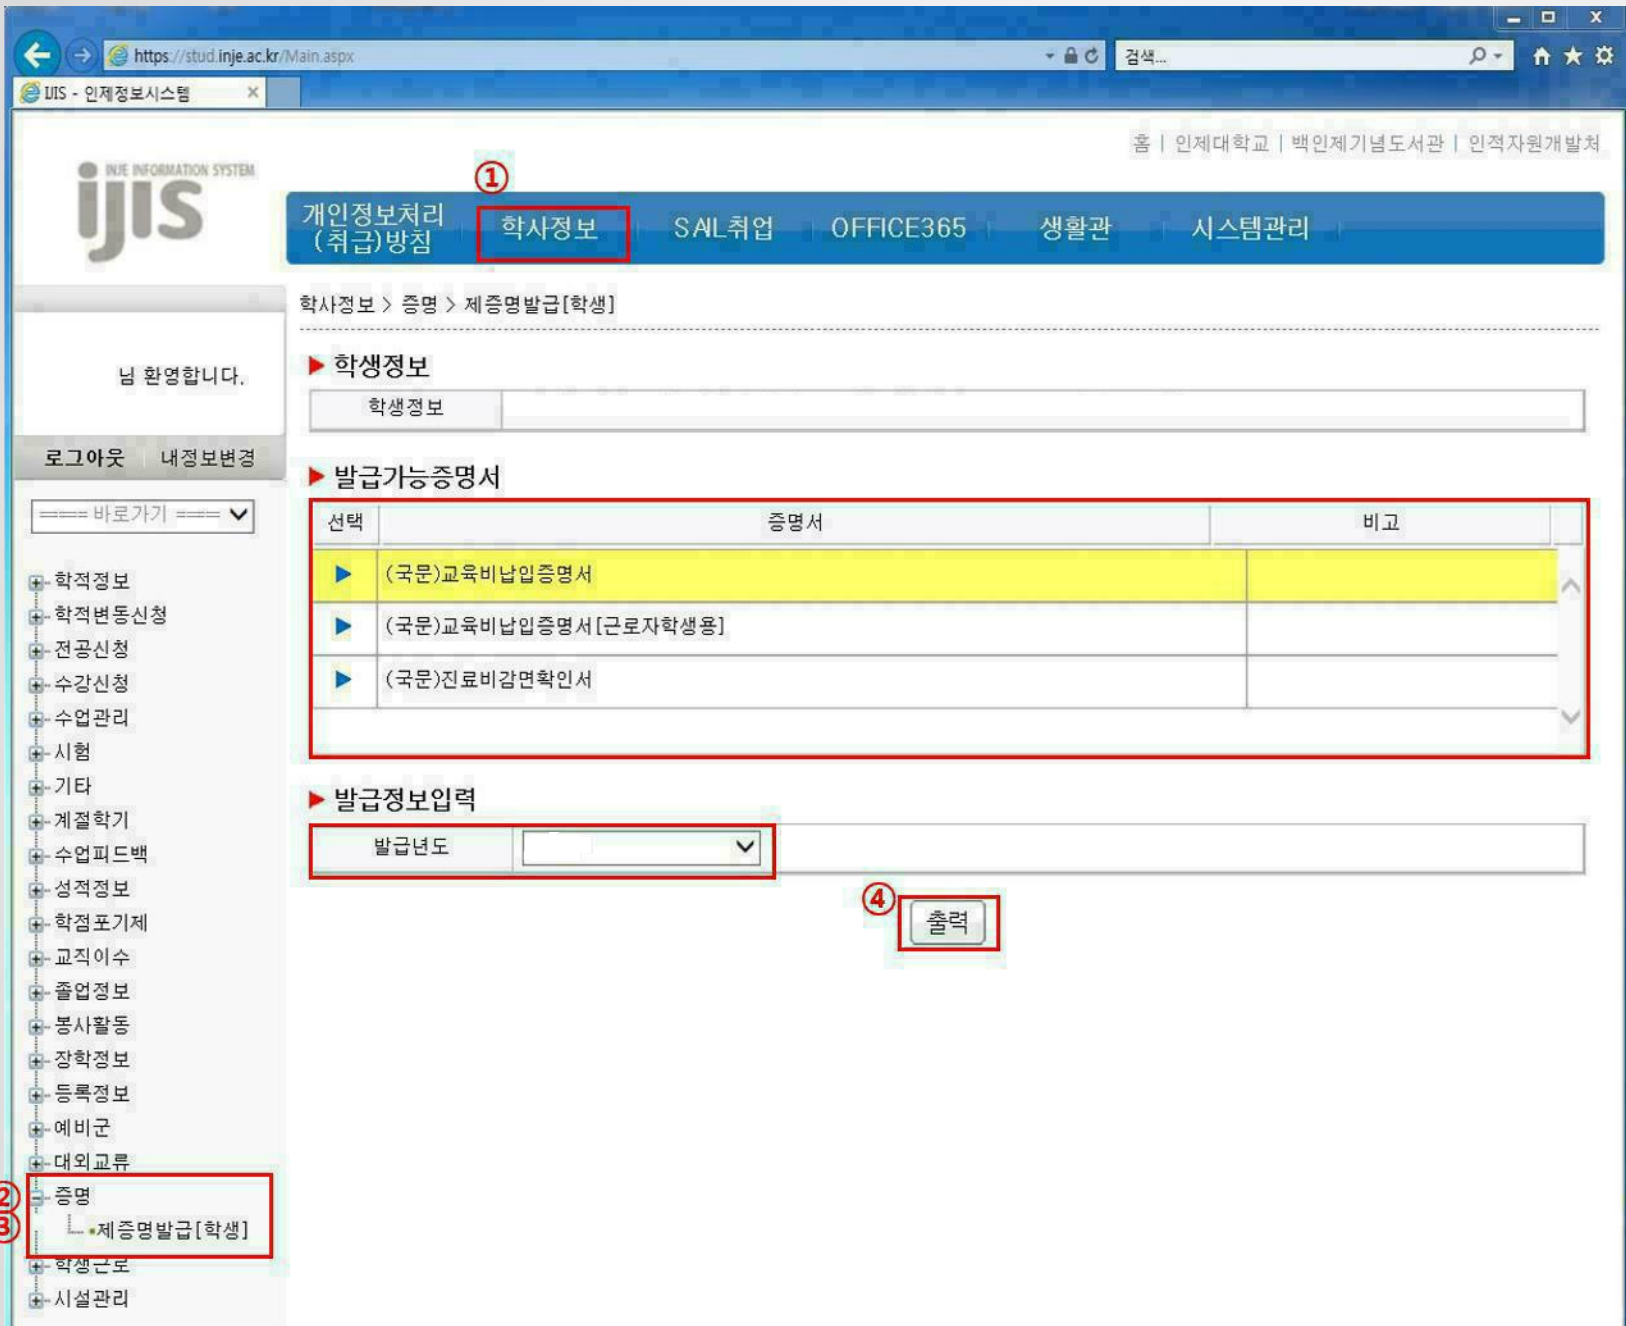 https://stud.inje.ac.kr/Main.aspx
검색...
IJIS - 인제정보시스템
홈 | 인제대학교 | 백인제기념도서관 | 인적자원개발처
INJE INFORMATION SYSTEM
ijis
①
개인정보처리
(취급)방침
학사정보
SAIL취업
OFFICE365
생활관
시스템관리
학사정보 > 증명 > 제증명발급[학생]
님 환영합니다.
로그아웃
내정보변경
==== 바로가기 ====
학적정보
학적변동신청
전공신청
수강신청
수업관리
시험
기타
계절학기
수업피드백
성적정보
학점포기제
교직이수
졸업정보
봉사활동
장학정보
등록정보
예비군
대외교류
②
증명
③
제증명발급[학생]
학생근로
시설관리
학생정보
학생정보
발급가능증명서
선택 증명서 비고
(국문)교육비납입증명서
(국문)교육비납입증명서[근로자학생용]
(국문)진료비감면확인서
발급정보입력
발급년도
④
출력